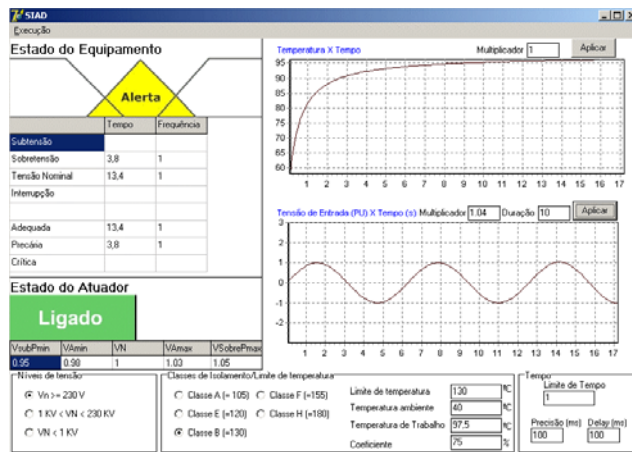 SIAD
Execução
Estado do Equipamento
Alerta
Tempo Frequência
Subtensão
Sobretensão 3,8 1
Tensão Nominal 13,4 1
Interrupção
Adequada 13,4 1
Precária 3,8 1
Crítica
Estado do Atuador
Ligado
VsubPmin VAmin VN VAmax VSobrePmax
0.95 0.98 1 1.03 1.05
Temperatura X Tempo Multiplicador 1 Aplicar
95
90
85
80
75
70
65
60
1 2 3 4 5 6 7 8 9 10 11 12 13 14 15 16 17
Tensão de Entrada (PU) X Tempo (s) Multiplicador 1.04 Duração 10 Aplicar
3
2
1
0
-1
-2
1 2 3 4 5 6 7 8 9 10 11 12 13 14 15 16 17
Níveis de tensão
Vn >= 230 V
1 KV < VN < 230 KV
VN < 1 KV
Classes de Isolamento/Limite de temperatura
Classe A (= 105) Classe F (=155)
Classe E (=120) Classe H (=180)
Classe B (=130)
Limite de temperatura 130 ºC
Temperatura ambiente 40 ºC
Temperatura de Trabalho 97.5 ºC
Coeficiente 75 %
Tempo
Limite de Tempo
1
Precisão (ms) Delay (ms)
100 100